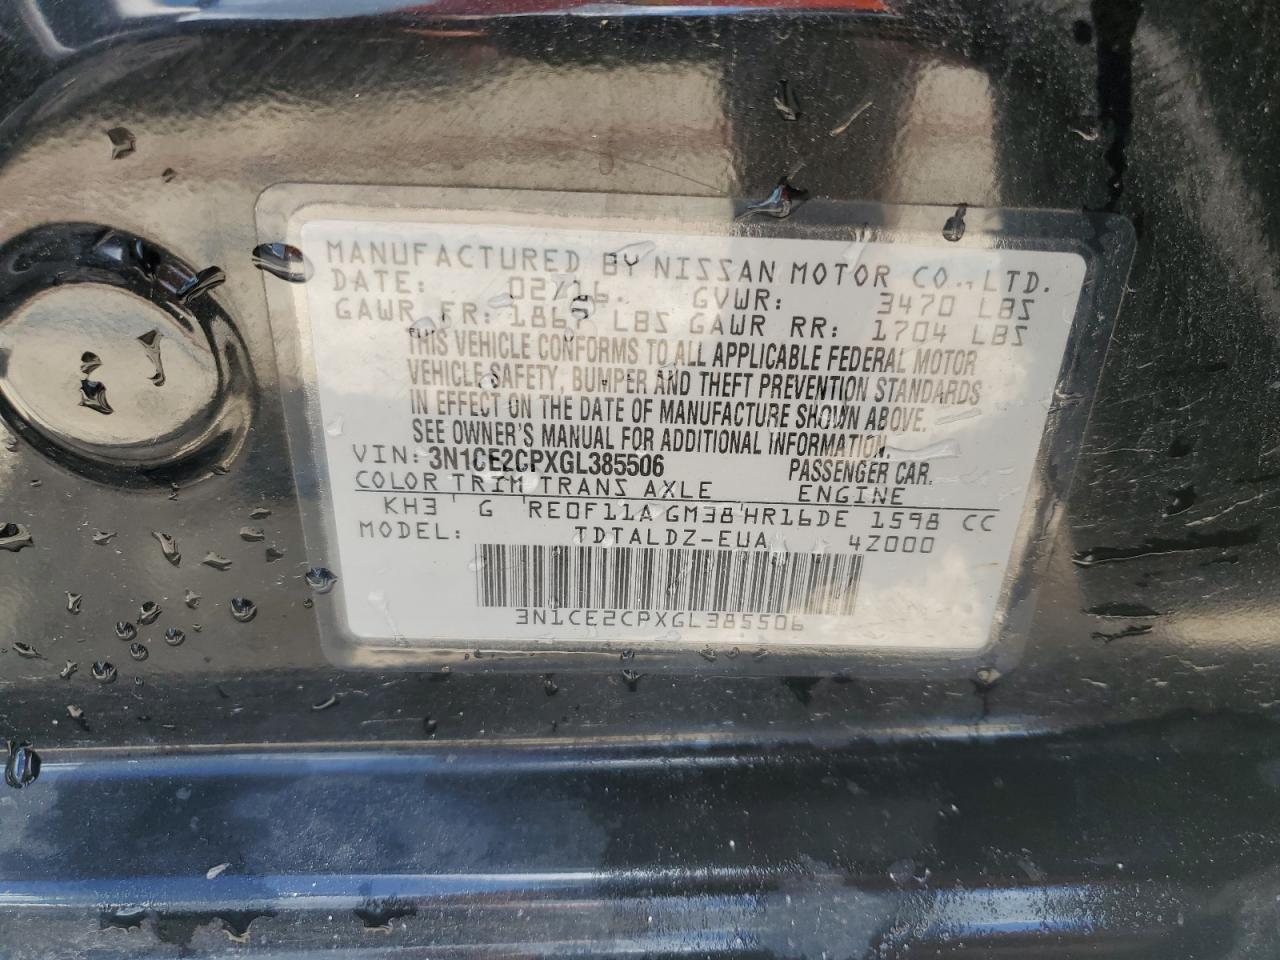 MANUFACTURED BY NISSAN MOTOR CO.,LTD.
DATE: 02/16 GVWR: 3470 LBS
GAWR FR: 1867 LBS GAWR RR: 1704 LBS
THIS VEHICLE CONFORMS TO ALL APPLICABLE FEDERAL MOTOR
VEHICLE SAFETY, BUMPER AND THEFT PREVENTION STANDARDS
IN EFFECT ON THE DATE OF MANUFACTURE SHOWN ABOVE.
SEE OWNER'S MANUAL FOR ADDITIONAL INFORMATION.
VIN: 3N1CE2CPXGL385506 PASSENGER CAR.
COLOR TRIM TRANS AXLE ENGINE
KH3 ' G ' RE0F11A GM38 ' HR16DE 1598 CC
MODEL: TDTALDZ-EUA 4Z000
3N1CE2CPXGL385506